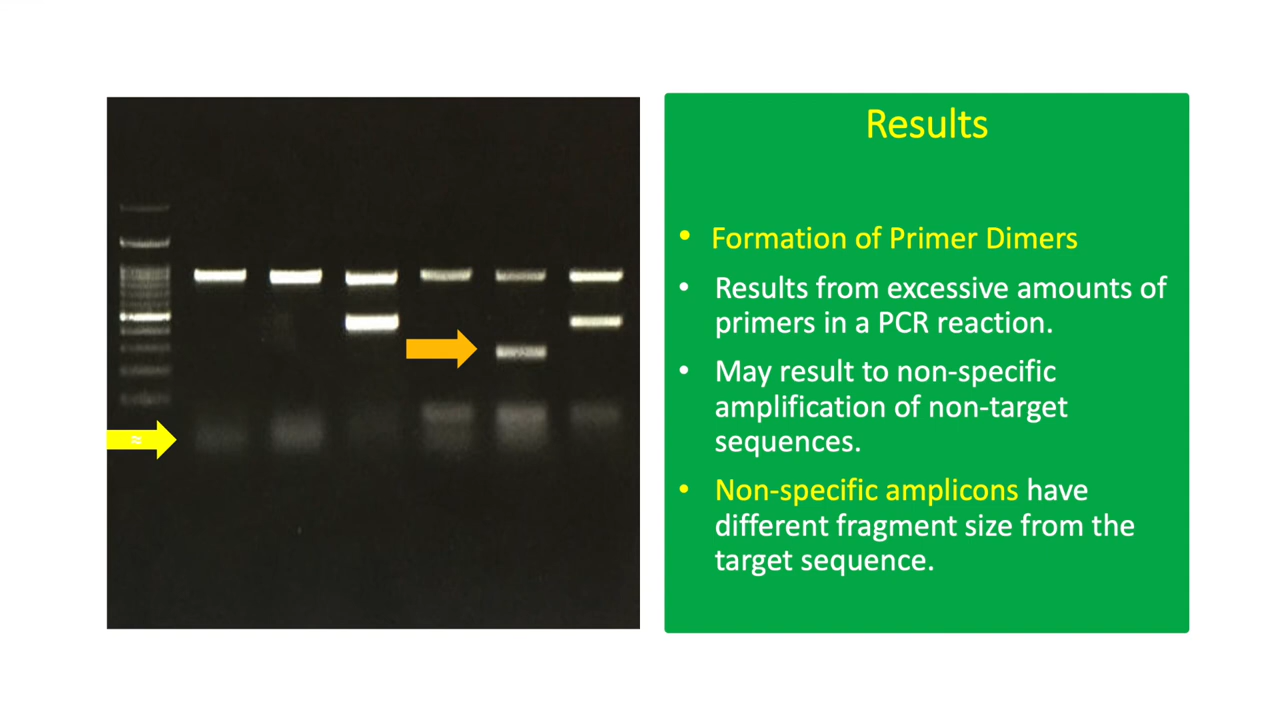 Results
• Formation of Primer Dimers
• Results from excessive amounts of
primers in a PCR reaction.
• May result to non-specific
amplification of non-target
sequences.
• Non-specific amplicons have
different fragment size from the
target sequence.
≈